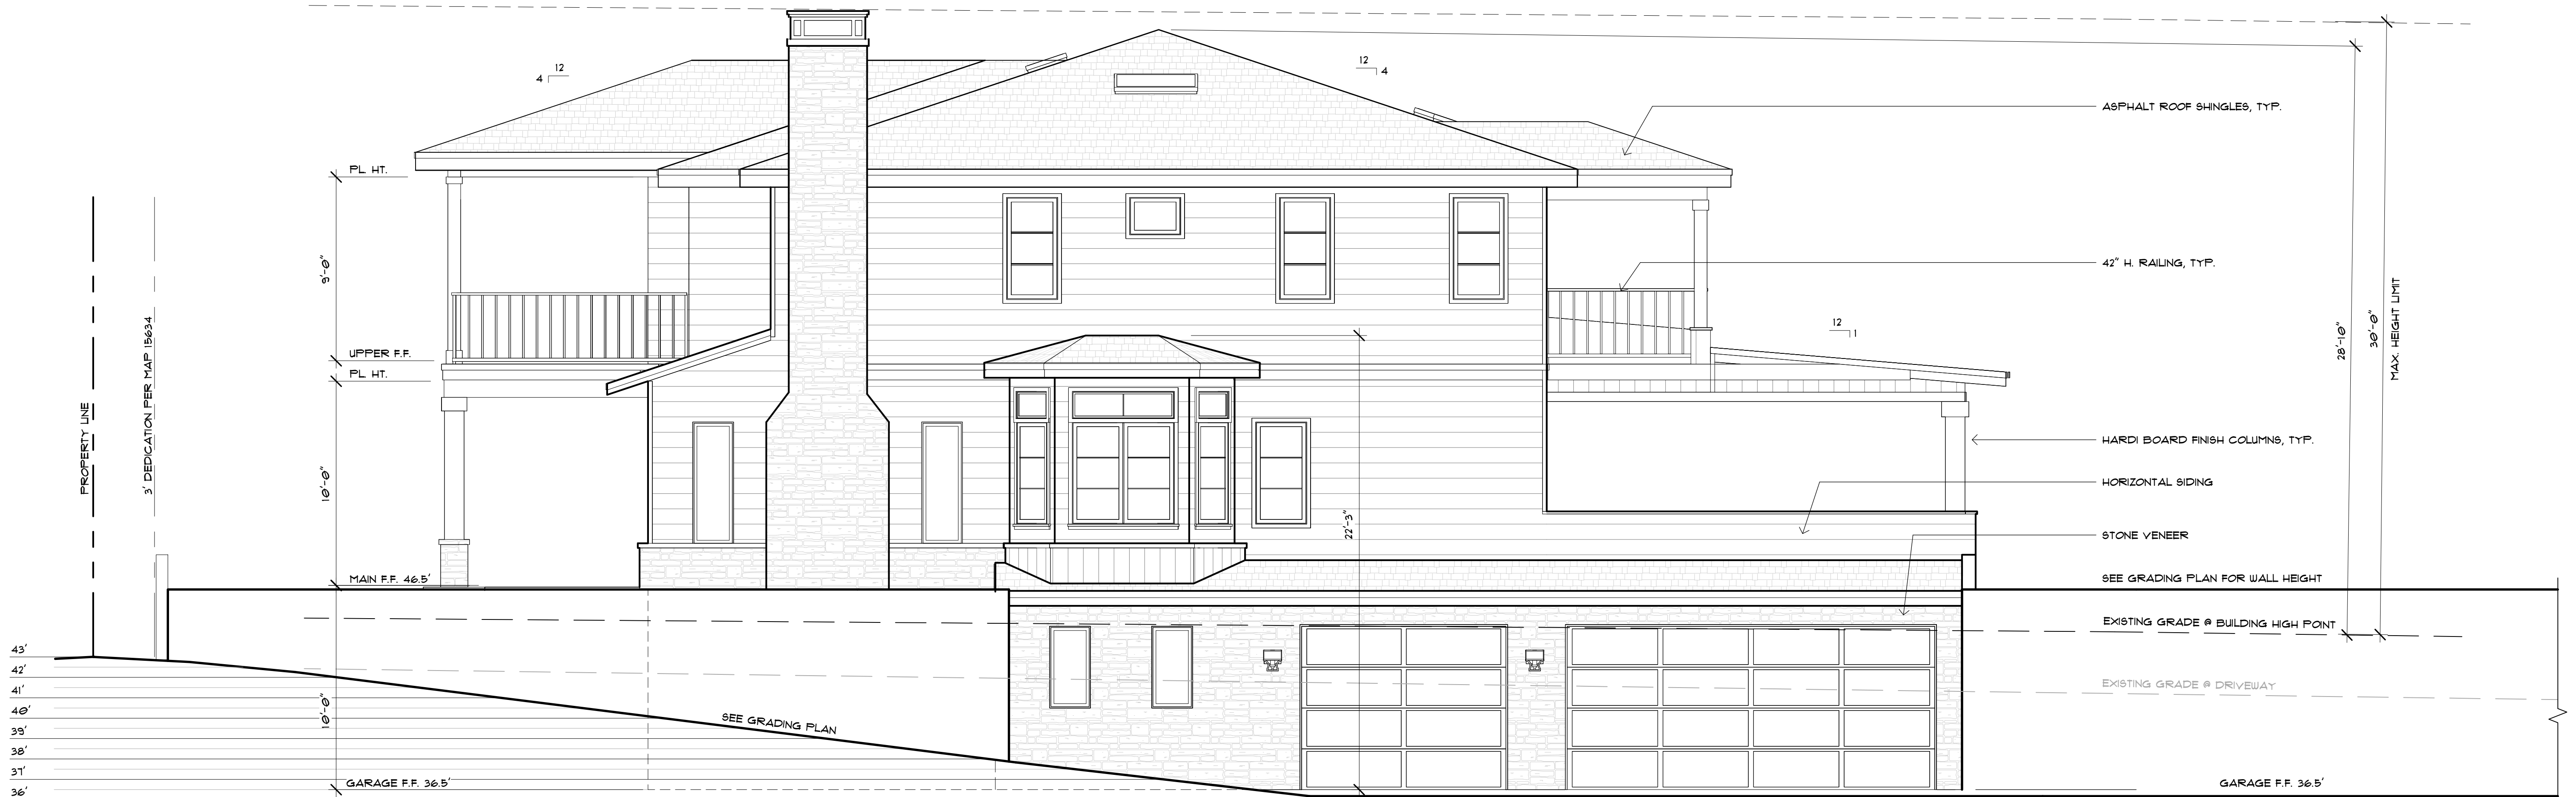 12
4
12
4
ASPHALT ROOF SHINGLES, TYP.
PL HT.
9'-0"
42" H. RAILING, TYP.
12
1
UPPER F.F.
PL HT.
28'-10"
30'-0"
MAX. HEIGHT LIMIT
PROPERTY LINE
3' DEDICATION PER MAP 15634
10'-0"
HARDI BOARD FINISH COLUMNS, TYP.
HORIZONTAL SIDING
22'-3"
STONE VENEER
MAIN F.F. 46.5'
SEE GRADING PLAN FOR WALL HEIGHT
EXISTING GRADE @ BUILDING HIGH POINT
43'
42'
41'
40'
39'
38'
37'
36'
EXISTING GRADE @ DRIVEWAY
10'-0"
SEE GRADING PLAN
GARAGE F.F. 36.5'
GARAGE F.F. 36.5'